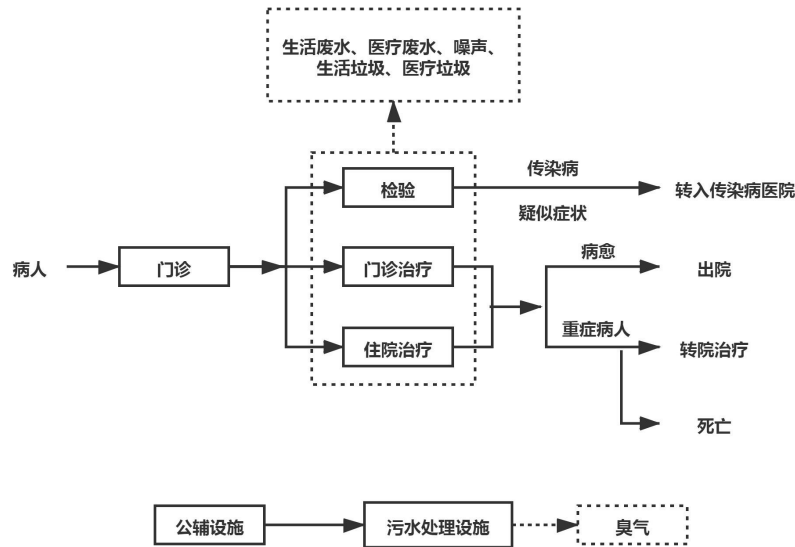 生活废水、医疗废水、噪声、
生活垃圾、医疗垃圾
检验
传染病
疑似症状
转入传染病医院
病人
门诊
门诊治疗
病愈
出院
住院治疗
重症病人
转院治疗
死亡
公辅设施
污水处理设施
臭气